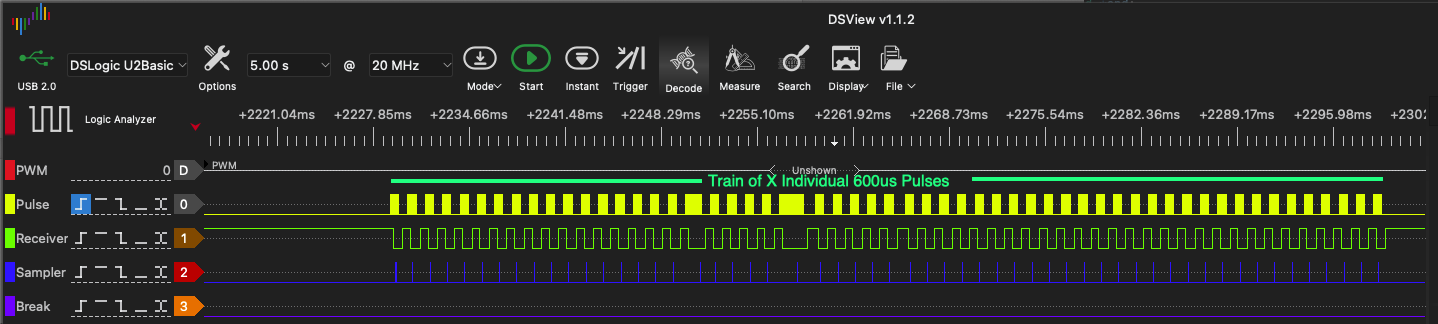 DSView v1.1.2
DSLogic U2Basic 5.00 s @ 20 MHz
USB 2.0 Options Mode Start Instant Trigger Decode Measure Search Display File
Logic Analyzer +2221.04ms +2227.85ms +2234.66ms +2241.48ms +2248.29ms +2255.10ms +2261.92ms +2268.73ms +2275.54ms +2282.36ms +2289.17ms +2295.98ms +2302
PWM 0 D PWM Unshown
Train of X Individual 600us Pulses
Pulse 0
Receiver 1
Sampler 2
Break 3